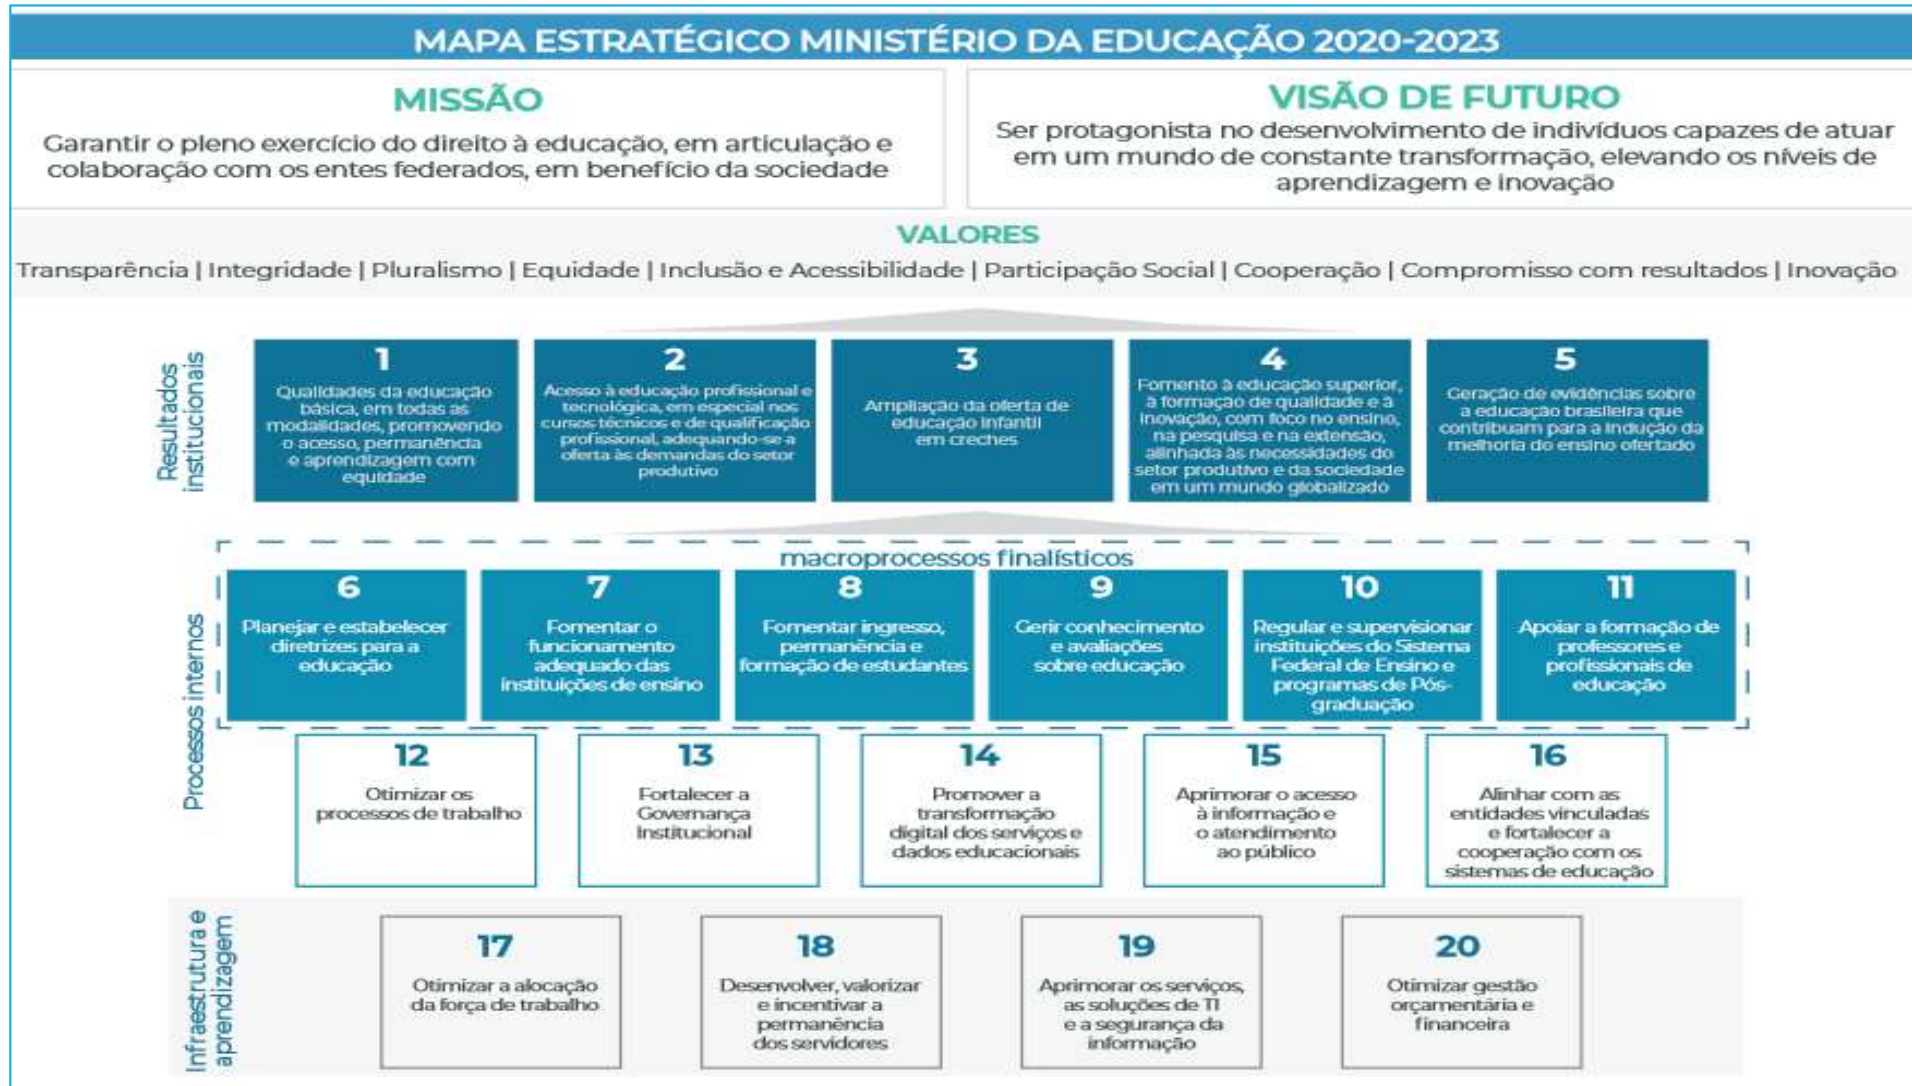 MAPA ESTRATÉGICO MINISTÉRIO DA EDUCAÇÃO 2020-2023
MISSÃO
Garantir o pleno exercício do direito à educação, em articulação e
colaboração com os entes federados, em benefício da sociedade
VISÃO DE FUTURO
Ser protagonista no desenvolvimento de indivíduos capazes de atuar
em um mundo de constante transformação, elevando os níveis de
aprendizagem e inovação
VALORES
Transparência | Integridade | Pluralismo | Equidade | Inclusão e Acessibilidade | Participação Social | Cooperação | Compromisso com resultados | Inovação
Resultados
institucionais
1
Qualidades da educação
básica, em todas as
modalidades, promovendo
o acesso, permanência
e aprendizagem com
equidade
2
Acesso à educação profissional e
tecnológica, em especial nos
cursos técnicos e de qualificação
profissional, adequando-se a
oferta às demandas do setor
produtivo
3
Ampliação da oferta de
educação infantil
em creches
4
Fomento à educação superior,
à formação de qualidade e à
inovação, com foco no ensino,
na pesquisa e na extensão,
alinhada às necessidades do
setor produtivo e da sociedade
em um mundo globalizado
5
Geração de evidências sobre
a educação brasileira que
contribuam para a indução da
melhoria do ensino ofertado
Processos internos
macroprocessos finalísticos
6
Planejar e estabelecer
diretrizes para a
educação
7
Fomentar o
funcionamento
adequado das
instituições de ensino
8
Fomentar ingresso,
permanência e
formação de estudantes
9
Gerir conhecimento
e avaliações
sobre educação
10
Regular e supervisionar
instituições do Sistema
Federal de Ensino e
programas de Pós-
graduação
11
Apoiar a formação de
professores e
profissionais de
educação
12
Otimizar os
processos de trabalho
13
Fortalecer a
Governança
Institucional
14
Promover a
transformação
digital dos serviços e
dados educacionais
15
Aprimorar o acesso
à informação e
o atendimento
ao público
16
Alinhar com as
entidades vinculadas
e fortalecer a
cooperação com os
sistemas de educação
Infraestrutura e
aprendizagem
17
Otimizar a alocação
da força de trabalho
18
Desenvolver, valorizar
e incentivar a
permanência
dos servidores
19
Aprimorar os serviços,
as soluções de TI
e a segurança da
informação
20
Otimizar gestão
orçamentária e
financeira